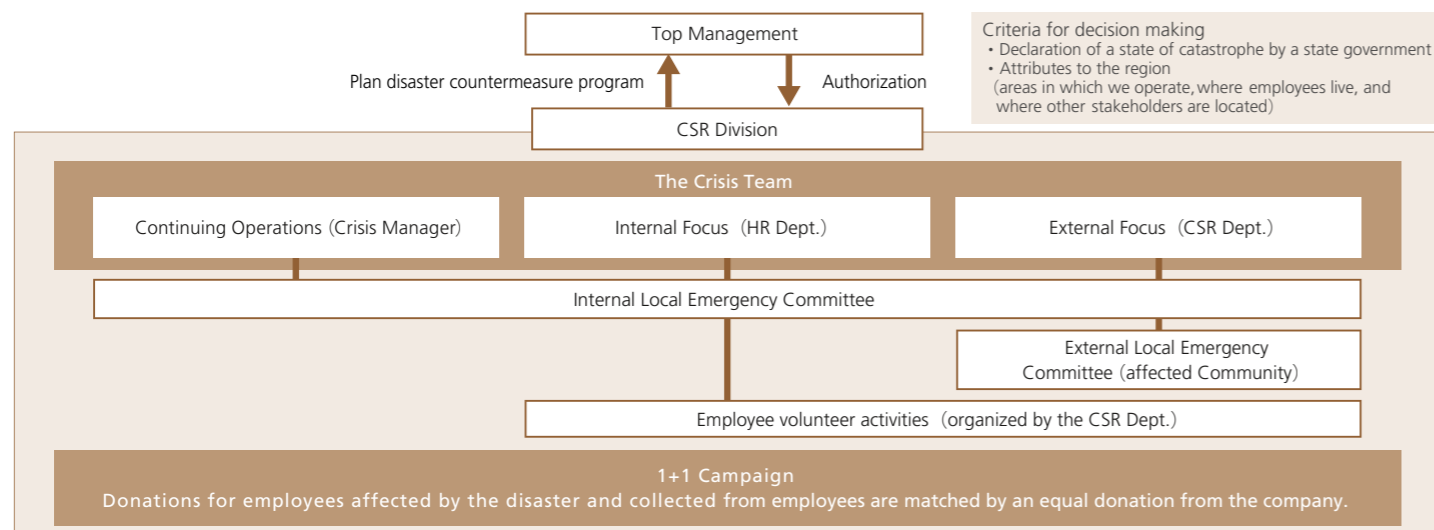 Top Management
Criteria for decision making
・Declaration of a state of catastrophe by a state government
・Attributes to the region
(areas in which we operate, where employees live, and
where other stakeholders are located)
Plan disaster countermeasure program
Authorization
CSR Division
The Crisis Team
Continuing Operations (Crisis Manager)
Internal Focus (HR Dept.)
External Focus (CSR Dept.)
Internal Local Emergency Committee
External Local Emergency
Committee (affected Community)
Employee volunteer activities (organized by the CSR Dept.)
1+1 Campaign
Donations for employees affected by the disaster and collected from employees are matched by an equal donation from the company.